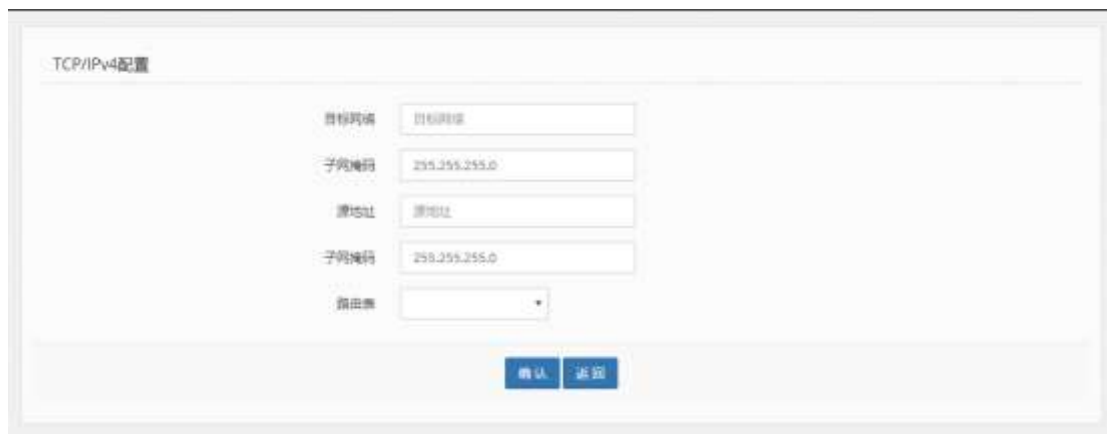 TCP/IPv4配置
目标网络 目标网络
子网掩码 255.255.255.0
源地址 源地址
子网掩码 255.255.255.0
路由表
确认 返回